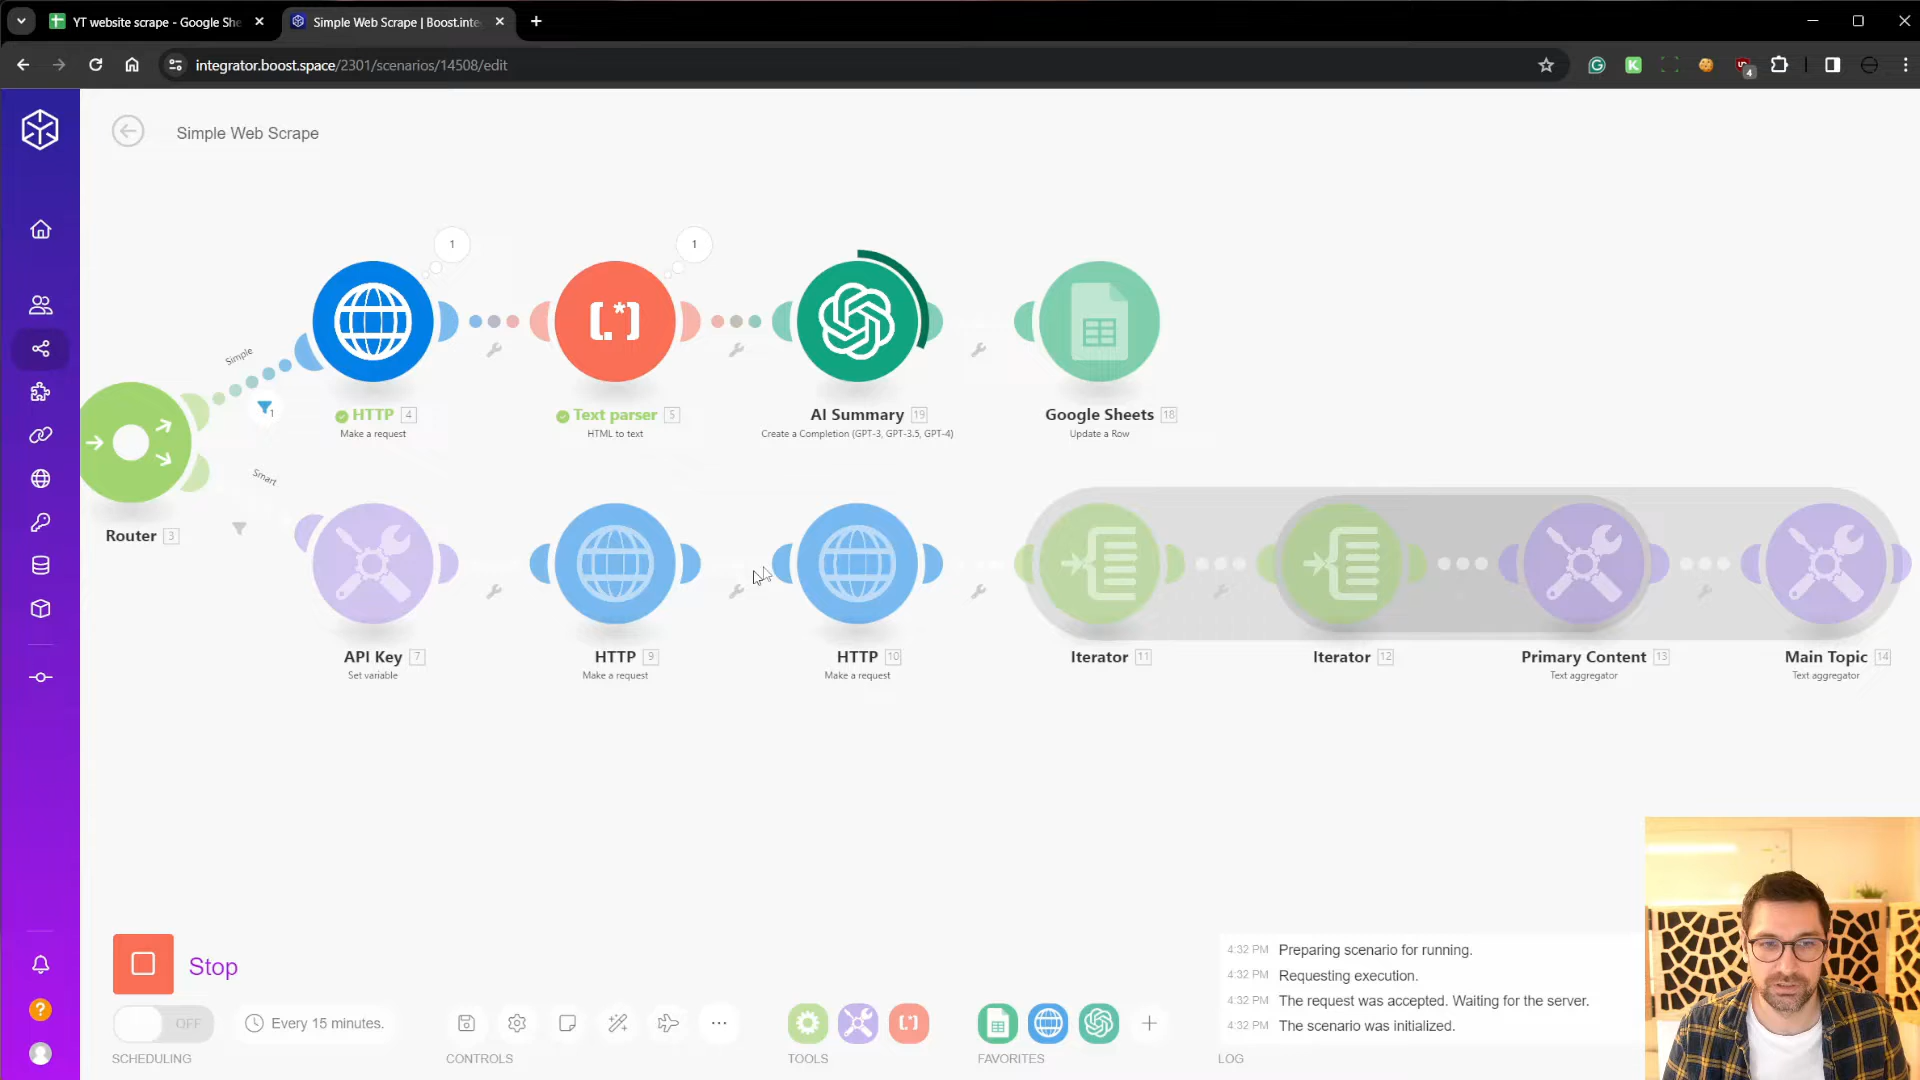 YT website scrape - Google She
Simple Web Scrape | Boost.inte
integrator.boost.space/2301/scenarios/14508/edit
4
Simple Web Scrape
1
1
Simple
1
HTTP 4
Make a request
Text parser 5
HTML to text
AI Summary 19
Create a Completion (GPT-3, GPT-3.5, GPT-4)
Google Sheets 18
Update a Row
Smart
Router 3
API Key 7
Set variable
HTTP 9
Make a request
HTTP 10
Make a request
Iterator 11
Iterator 12
Primary Content 13
Text aggregator
Main Topic 14
Text aggregator
Stop
4:32 PM Preparing scenario for running.
4:32 PM Requesting execution.
4:32 PM The request was accepted. Waiting for the server.
4:32 PM The scenario was initialized.
OFF
Every 15 minutes.
SCHEDULING
CONTROLS
TOOLS
FAVORITES
LOG